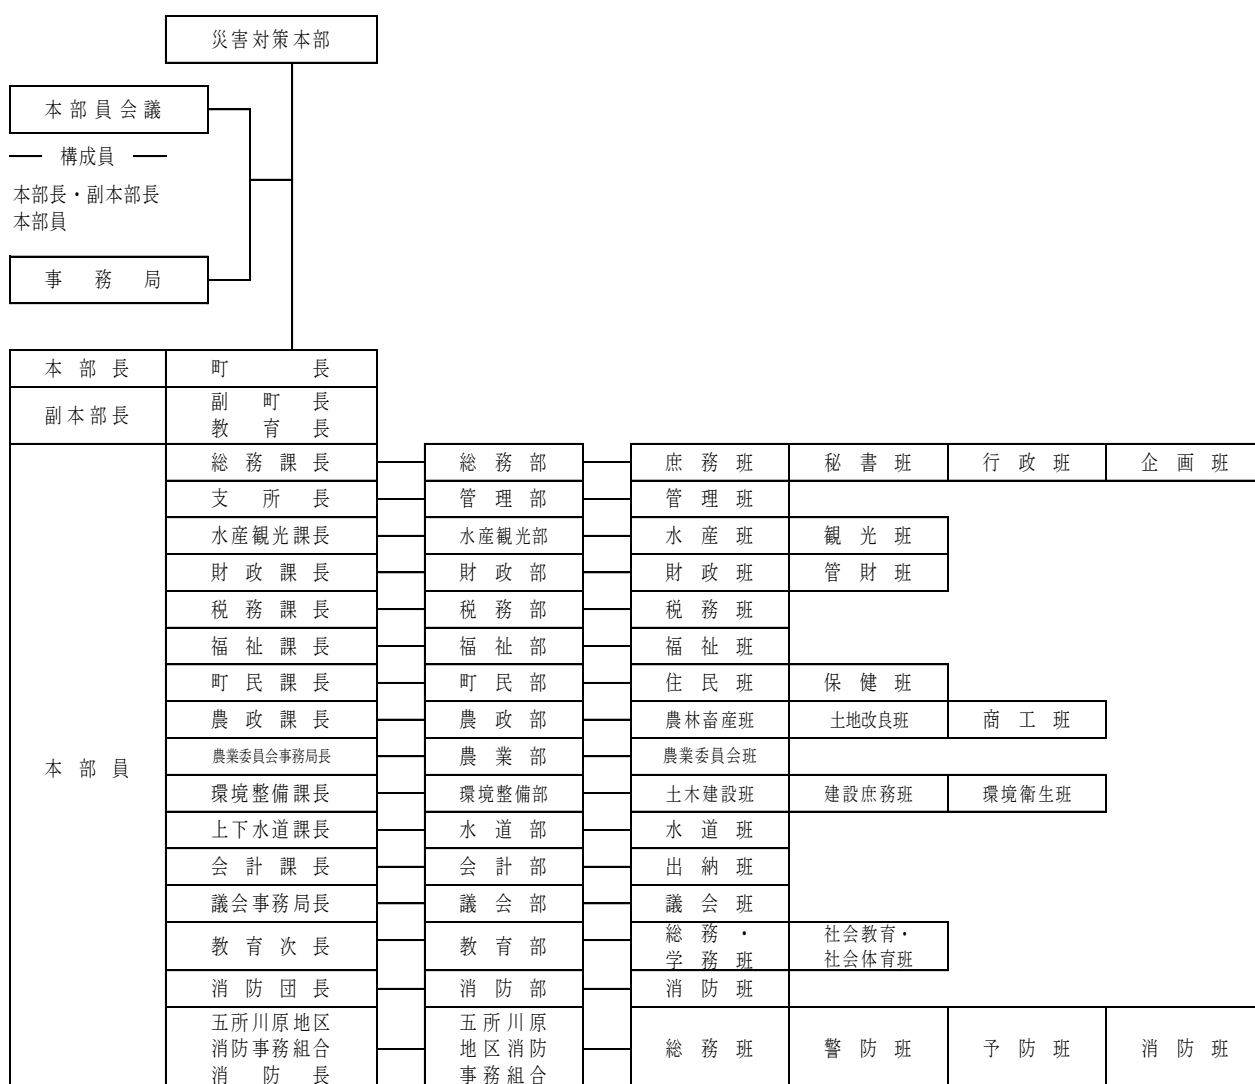 災害対策本部
本部員会議
構成員
本部長・副本部長
本部員
事務局
本部長 町長
副本部長 副町長
教育長
総務課長 総務部 庶務班 秘書班 行政班 企画班
支所長 管理部 管理班
水産観光課長 水産観光部 水産班 観光班
財政課長 財政部 財政班 管財班
税務課長 税務部 税務班
福祉課長 福祉部 福祉班
町民課長 町民部 住民班 保健班
農政課長 農政部 農林畜産班 土地改良班 商工班
本部員 農業委員会事務局長 農業部 農業委員会班
環境整備課長 環境整備部 土木建設班 建設庶務班 環境衛生班
上下水道課長 水道部 水道班
会計課長 会計部 出納班
議会事務局長 議会部 議会班
教育次長 教育部 総務・ 社会教育・
学務班 社会体育班
消防団長 消防部 消防班
五所川原地区 五所川原
消防事務組合 地区消防 総務班 警防班 予防班 消防班
消防長 事務組合